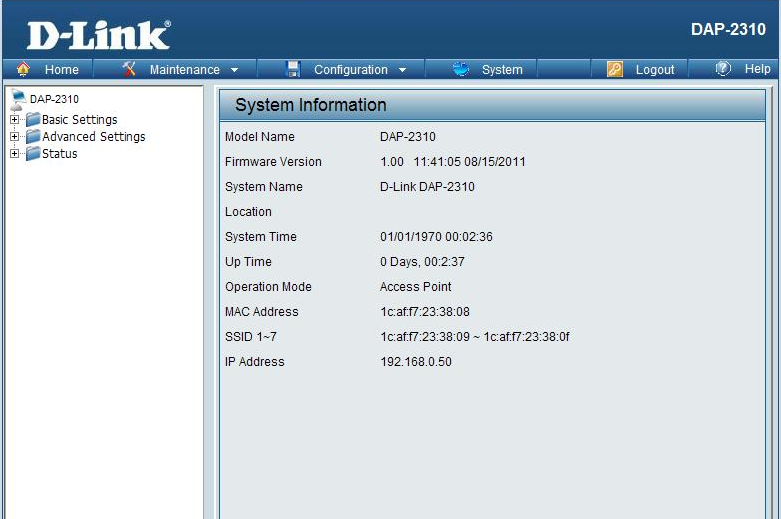 D-Link®
DAP-2310
Home Maintenance Configuration System Logout Help
DAP-2310
Basic Settings
Advanced Settings
Status
System Information
Model Name DAP-2310
Firmware Version 1.00 11:41:05 08/15/2011
System Name D-Link DAP-2310
Location
System Time 01/01/1970 00:02:36
Up Time 0 Days, 00:2:37
Operation Mode Access Point
MAC Address 1c:af:f7:23:38:08
SSID 1~7 1c:af:f7:23:38:09 ~ 1c:af:f7:23:38:0f
IP Address 192.168.0.50